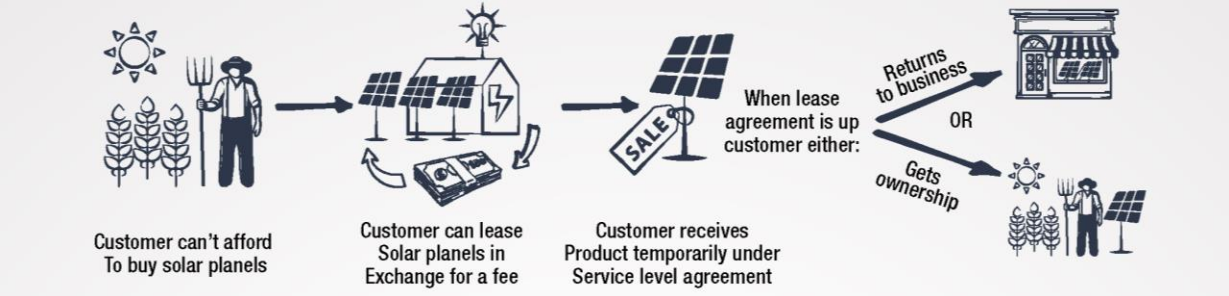 Customer can't afford
To buy solar planels
Customer can lease
Solar planels in
Exchange for a fee
SALE
Customer receives
Product temporarily under
Service level agreement
When lease
agreement is up
customer either:
Returns
to business
OR
Gets
ownership